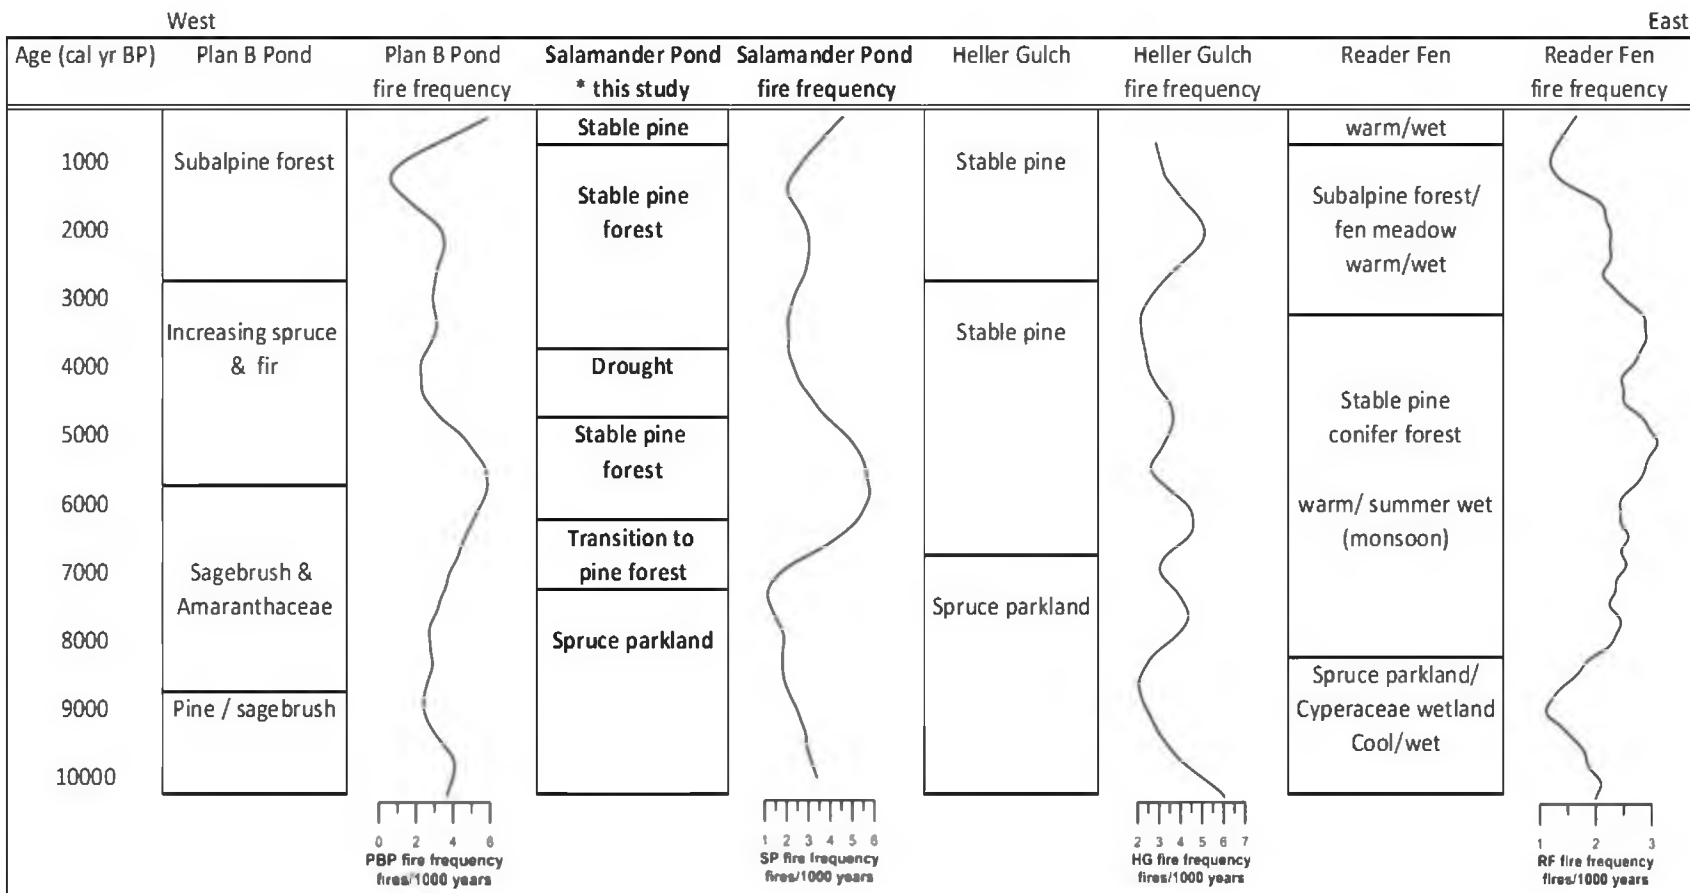 West East
Age (cal yr BP) Plan B Pond Plan B Pond Salamander Pond Salamander Pond Heller Gulch Heller Gulch Reader Fen Reader Fen
fire frequency * this study fire frequency fire frequency fire frequency
Stable pine warm/wet
1000 Subalpine forest Stable pine
Stable pine Subalpine forest/
2000 forest fen meadow
warm/wet
3000
Increasing spruce Stable pine
4000 & fir Drought
Stable pine
5000 Stable pine conifer forest
forest
6000 warm/ summer wet
Transition to (monsoon)
7000 Sagebrush & pine forest
Amaranthaceae Spruce parkland
8000 Spruce parkland
Spruce parkland/
9000 Pine / sagebrush Cyperaceae wetland
Cool/wet
10000
0 2 4 6 1 2 3 4 5 6 2 3 4 5 6 7 1 2 3
PBP fire frequency SP fire frequency HG fire frequency RF fire frequency
fires/1000 years fires/1000 years fires/1000 years fires/1000 years